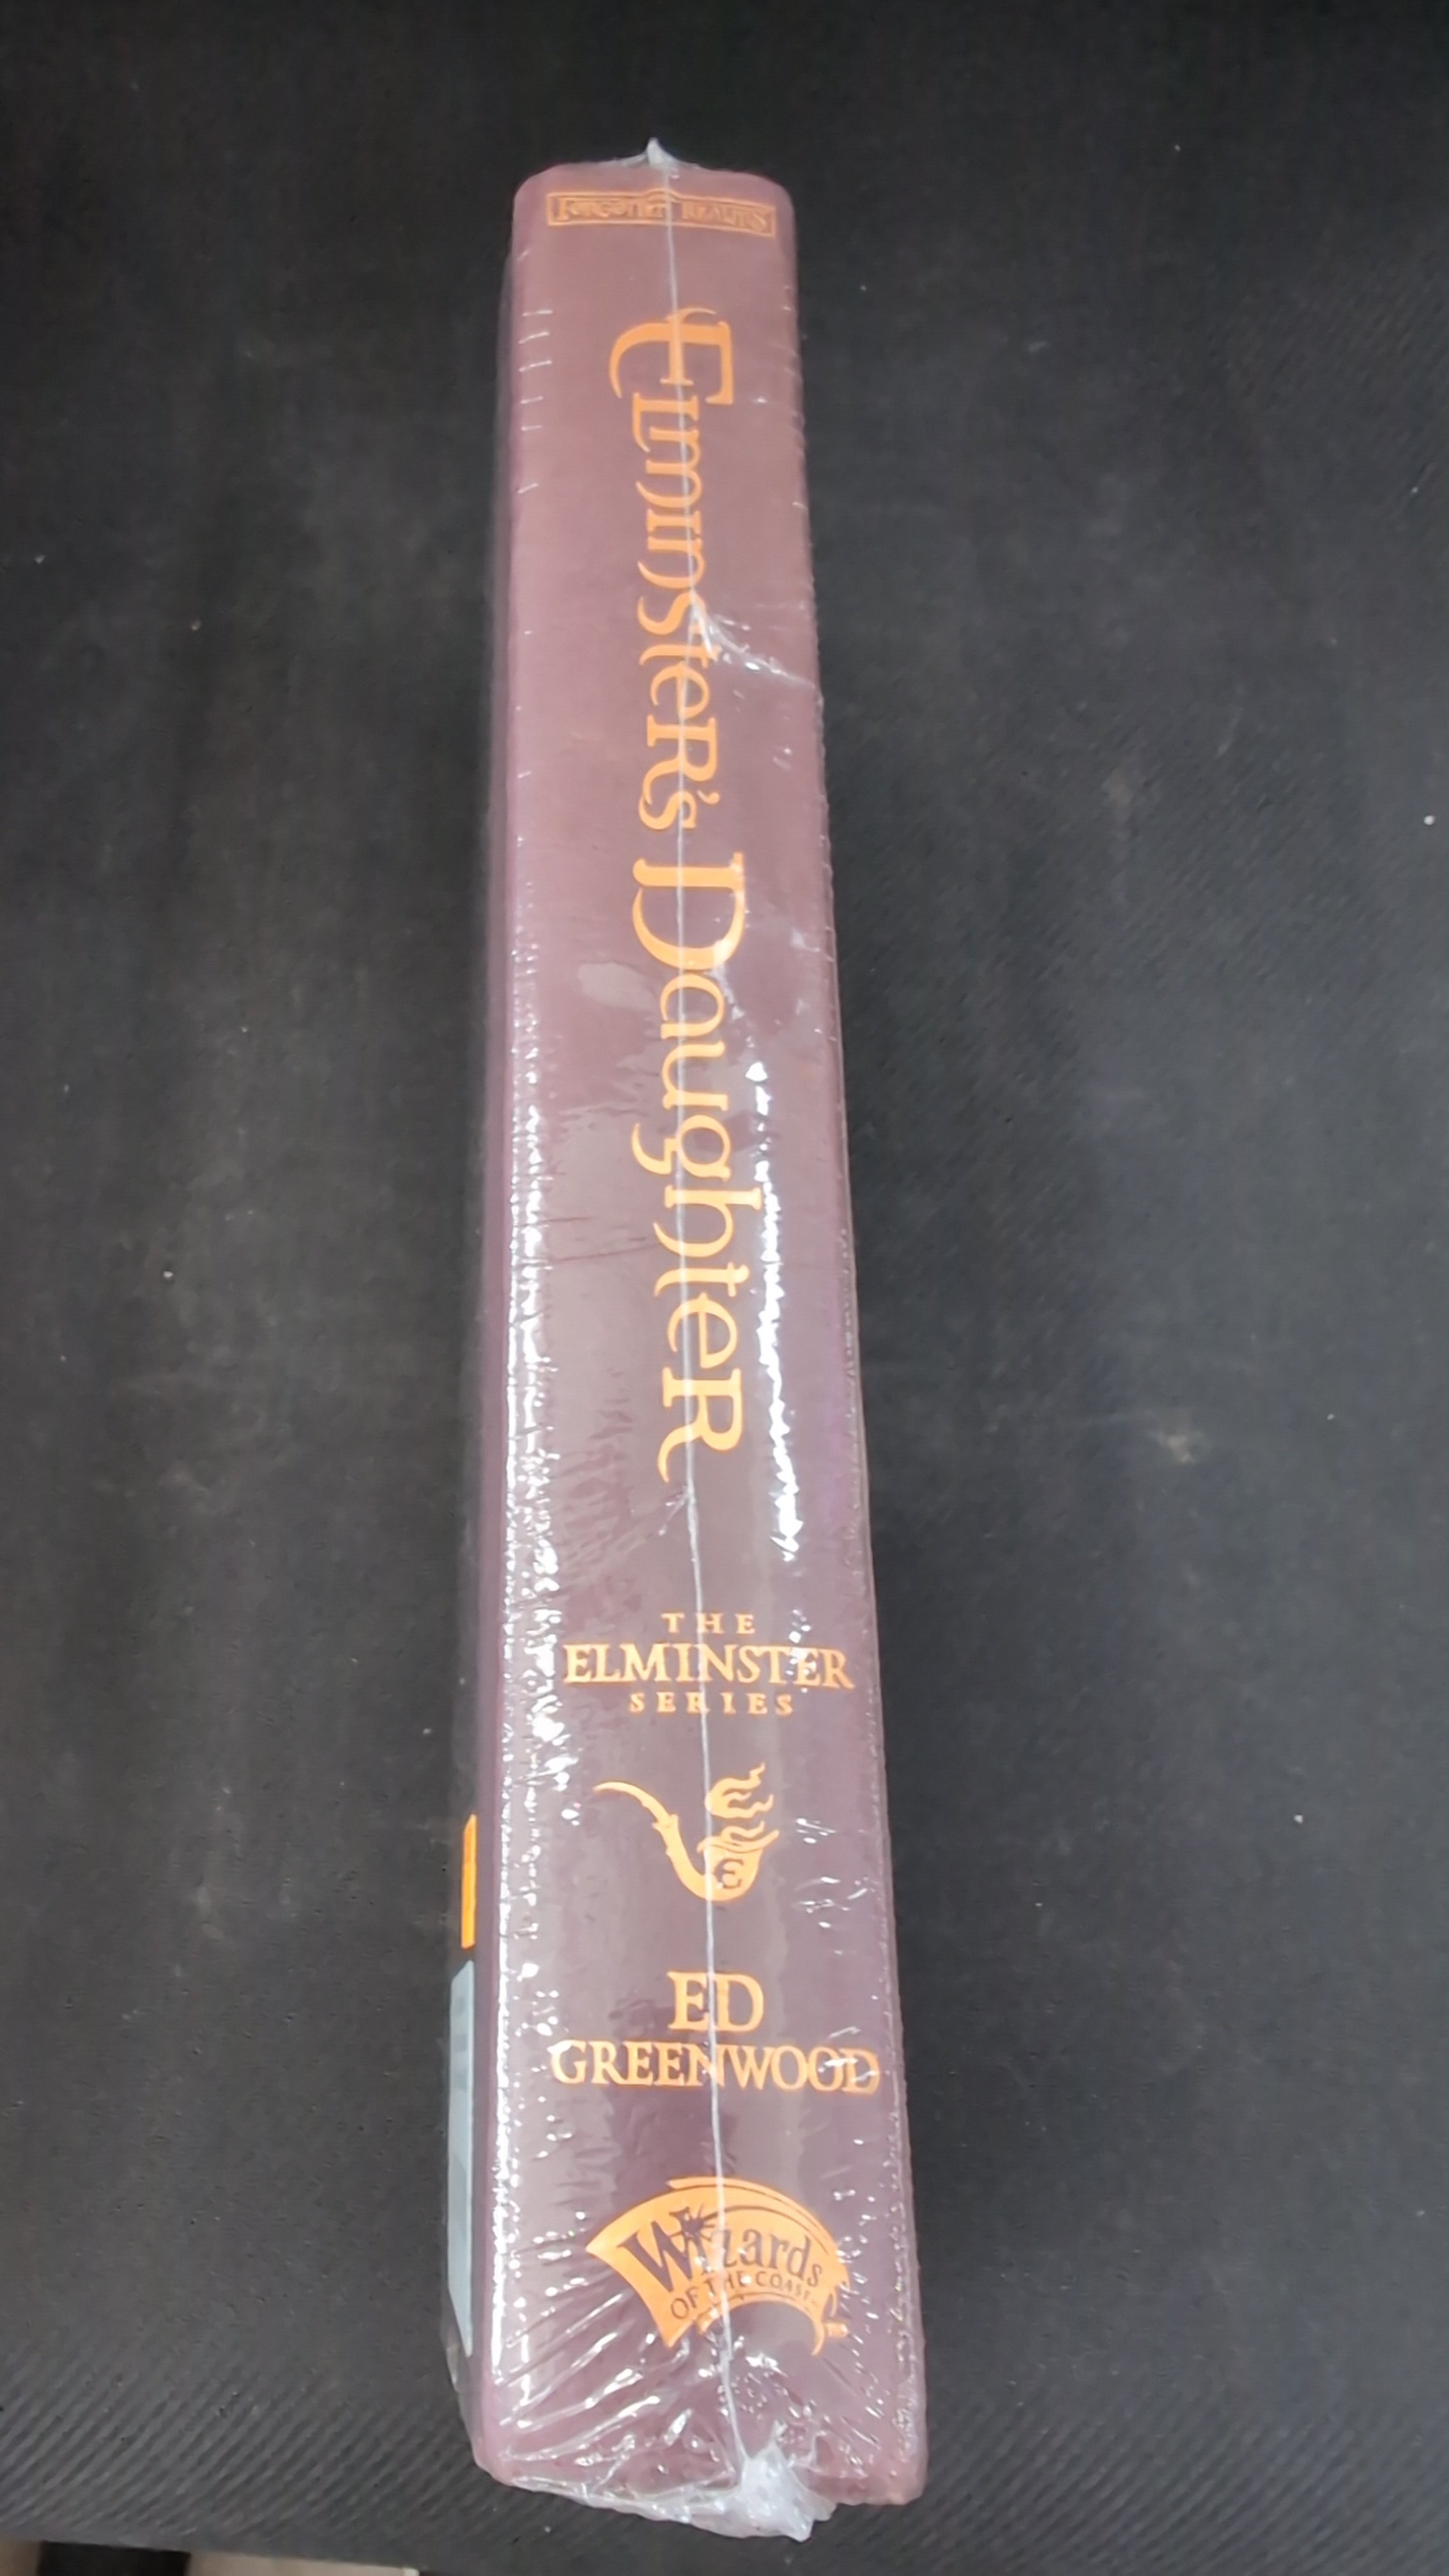 FORGOTTEN REALMS
Elminster's Daughter
THE
ELMINSTER
SERIES
E
ED
GREENWOOD
Wizards
OF THE COAST